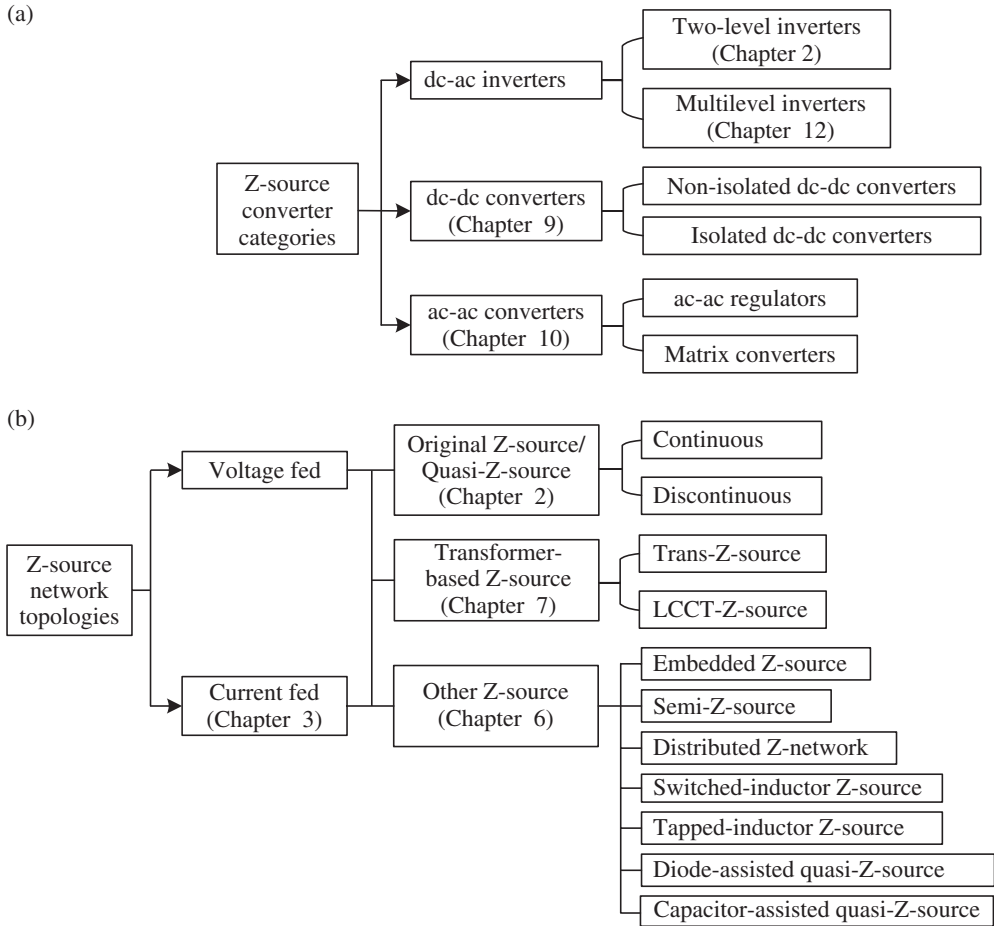 (a)
Z-source
converter
categories
dc-ac inverters
Two-level inverters
(Chapter 2)
Multilevel inverters
(Chapter 12)
dc-dc converters
(Chapter 9)
Non-isolated dc-dc converters
Isolated dc-dc converters
ac-ac converters
(Chapter 10)
ac-ac regulators
Matrix converters
(b)
Z-source
network
topologies
Voltage fed
Current fed
(Chapter 3)
Original Z-source/
Quasi-Z-source
(Chapter 2)
Continuous
Discontinuous
Transformer-
based Z-source
(Chapter 7)
Trans-Z-source
LCCT-Z-source
Other Z-source
(Chapter 6)
Embedded Z-source
Semi-Z-source
Distributed Z-network
Switched-inductor Z-source
Tapped-inductor Z-source
Diode-assisted quasi-Z-source
Capacitor-assisted quasi-Z-source